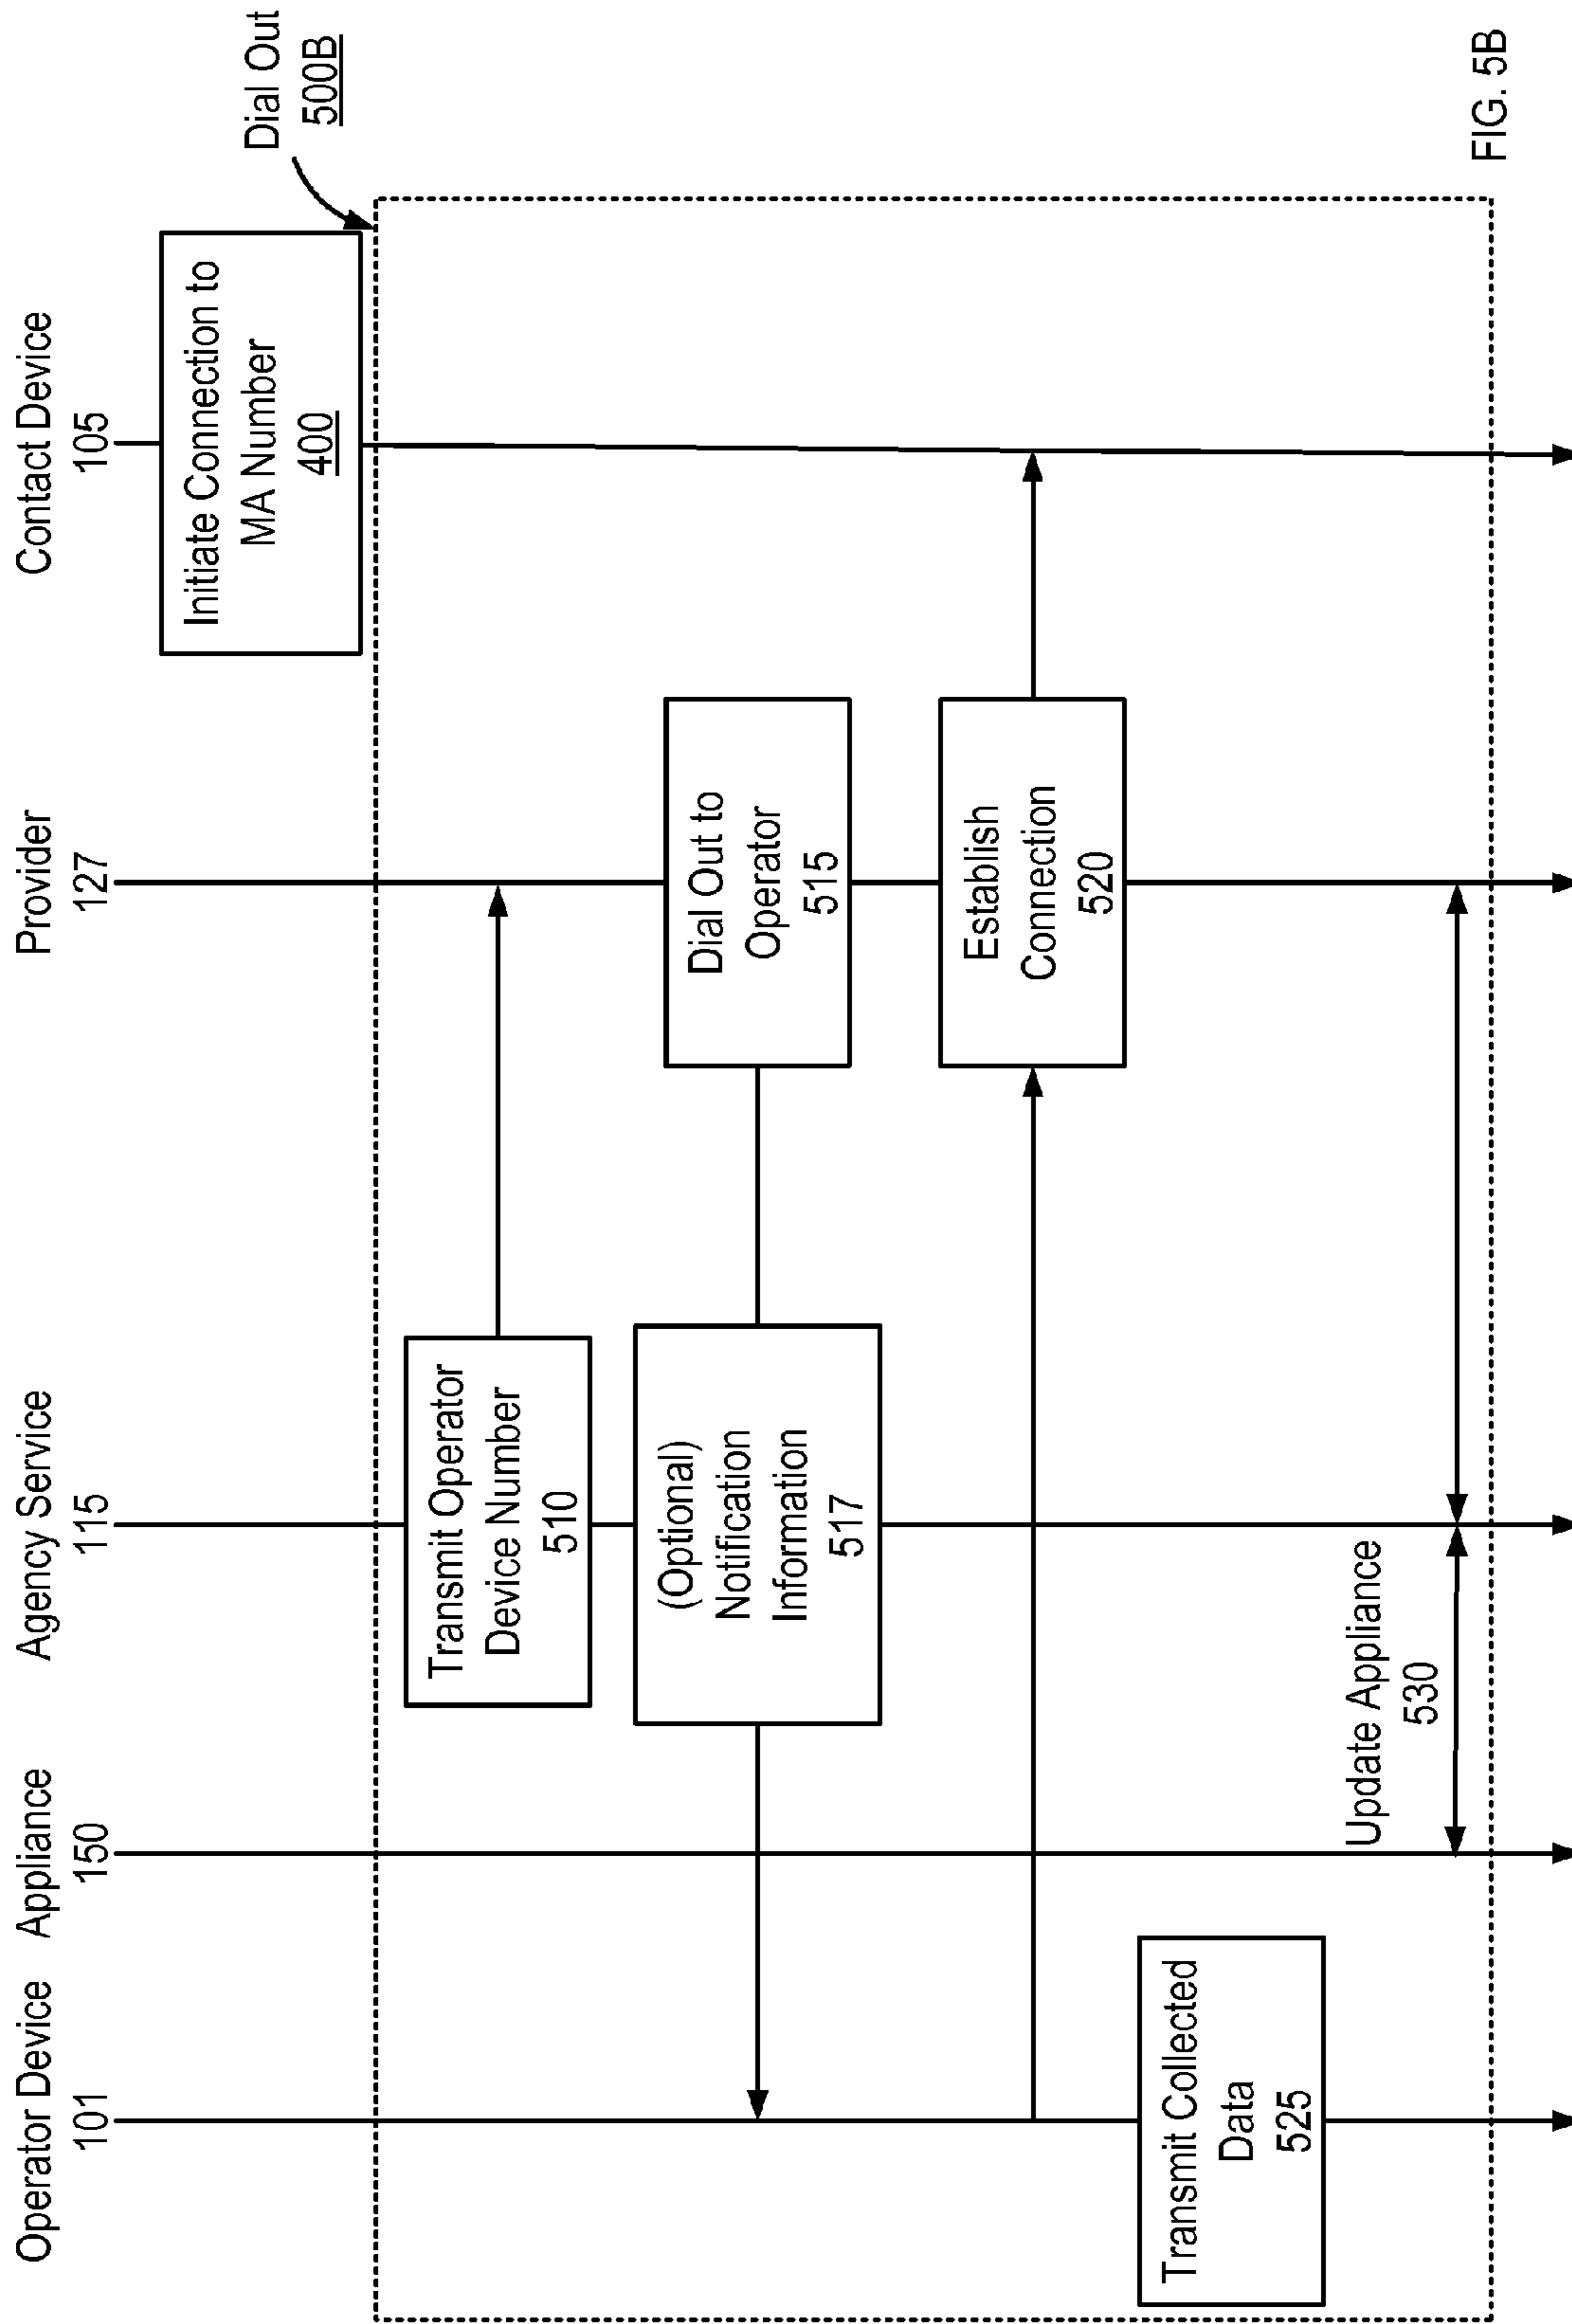 Operator Device
101
Appliance
150
Agency Service
115
Provider
127
Contact Device
105
Initiate Connection to
MA Number
400
Dial Out
500B
Transmit Operator
Device Number
510
(Optional)
Notification
Information
517
Dial Out to
Operator
515
Establish
Connection
520
Transmit Collected
Data
525
Update Appliance
530
FIG. 5B